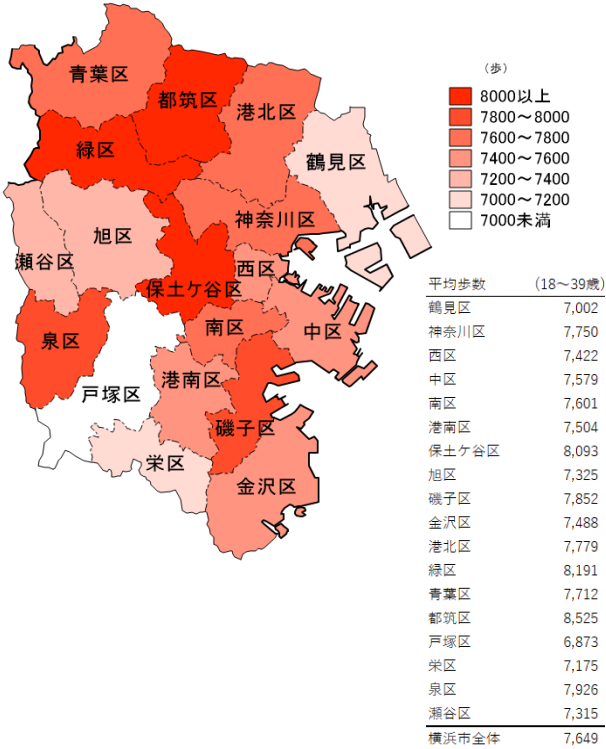 青葉区
都筑区
港北区
緑区
鶴見区
神奈川区
旭区
瀬谷区
西区
保土ケ谷区
泉区
南区
中区
戸塚区
港南区
磯子区
栄区
金沢区
(歩)
8000以上
7800～8000
7600～7800
7400～7600
7200～7400
7000～7200
7000未満
平均歩数 (18～39歳)
鶴見区 7,002
神奈川区 7,750
西区 7,422
中区 7,579
南区 7,601
港南区 7,504
保土ケ谷区 8,093
旭区 7,325
磯子区 7,852
金沢区 7,488
港北区 7,779
緑区 8,191
青葉区 7,712
都筑区 8,525
戸塚区 6,873
栄区 7,175
泉区 7,926
瀬谷区 7,315
横浜市全体 7,649